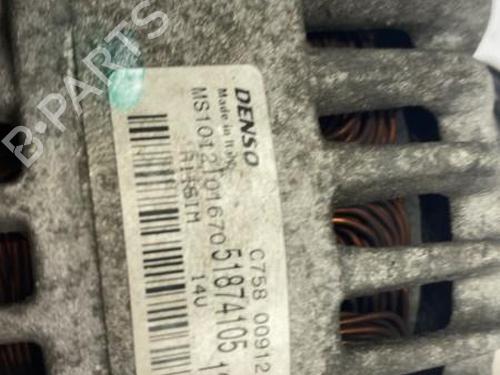 B-PARTS
DENSO
Made in Italy
MS1012101670
C758 00912
51874105
14V